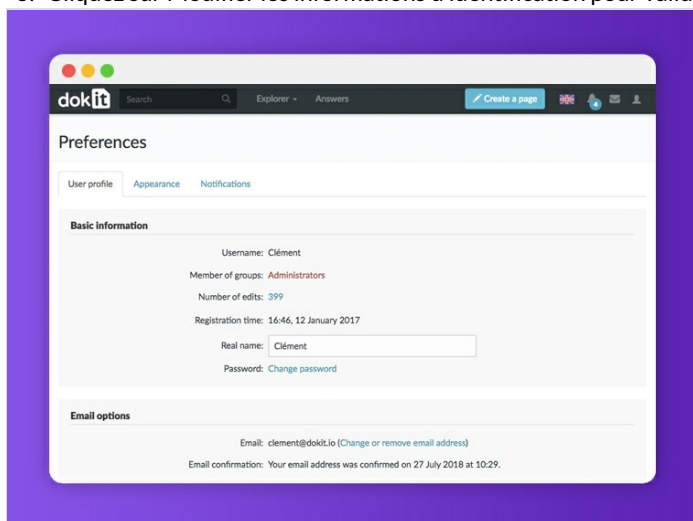 dokit Search Explorer Answers Create a page 4
Preferences
User profile Appearance Notifications
Basic information
Username: Clément
Member of groups: Administrators
Number of edits: 399
Registration time: 16:46, 12 January 2017
Real name: Clément
Password: Change password
Email options
Email: clement@dokit.io (Change or remove email address)
Email confirmation: Your email address was confirmed on 27 July 2018 at 10:29.